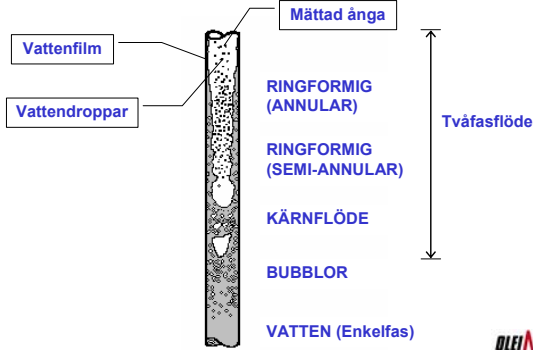 Mättad ånga
Vattenfilm
Vattendroppar
RINGFORMIG
(ANNULAR)
Tvåfasflöde
RINGFORMIG
(SEMI-ANNULAR)
KÄRNFLÖDE
BUBBLOR
VATTEN (Enkelfas)